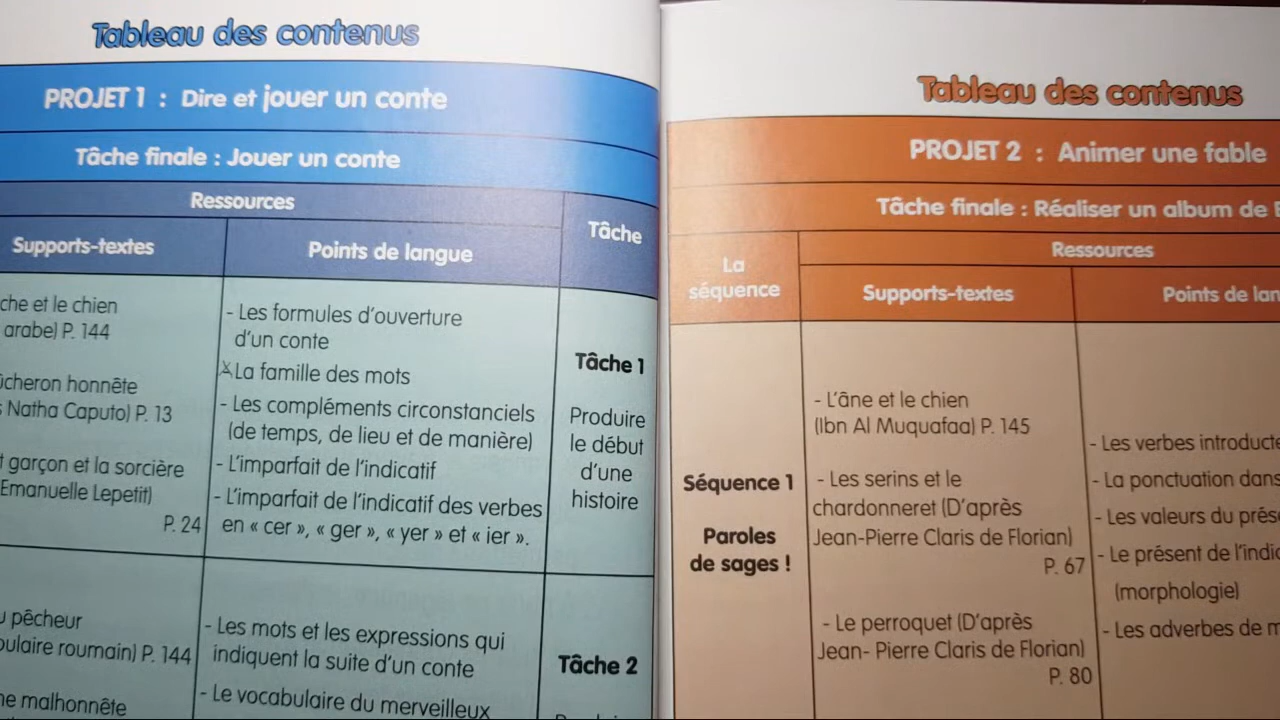 Tableau des contenus
PROJET 1 : Dire et jouer un conte
Tâche finale : Jouer un conte
Ressources
Tâche
Supports-textes
Points de langue
che et le chien
arabe) P. 144
ûcheron honnête
Natha Caputo) P. 13
garçon et la sorcière
Emanuelle Lepetit)
P. 24
- Les formules d'ouverture
d'un conte
La famille des mots
- Les compléments circonstanciels
(de temps, de lieu et de manière)
- L'imparfait de l'indicatif
- L'imparfait de l'indicatif des verbes
en « cer », « ger », « yer » et « ier ».
Tâche 1
Produire
le début
d'une
histoire
pêcheur
roumain) P. 144
malhonnête
- Les mots et les expressions qui
indiquent la suite d'un conte
- Le vocabulaire du merveilleux
Tâche 2
Tableau des contenus
PROJET 2 : Animer une fable
Tâche finale : Réaliser un album de
La
séquence
Ressources
Supports-textes
Points de lan
Séquence 1
Paroles
de sages !
- L'âne et le chien
(Ibn Al Muquafaa) P. 145
- Les serins et le
chardonneret (D'après
Jean-Pierre Claris de Florian)
P. 67
- Le perroquet (D'après
Jean- Pierre Claris de Florian)
P. 80
- Les verbes introducte
- La ponctuation dans
- Les valeurs du prés
- Le présent de l'indic
(morphologie)
- Les adverbes de m